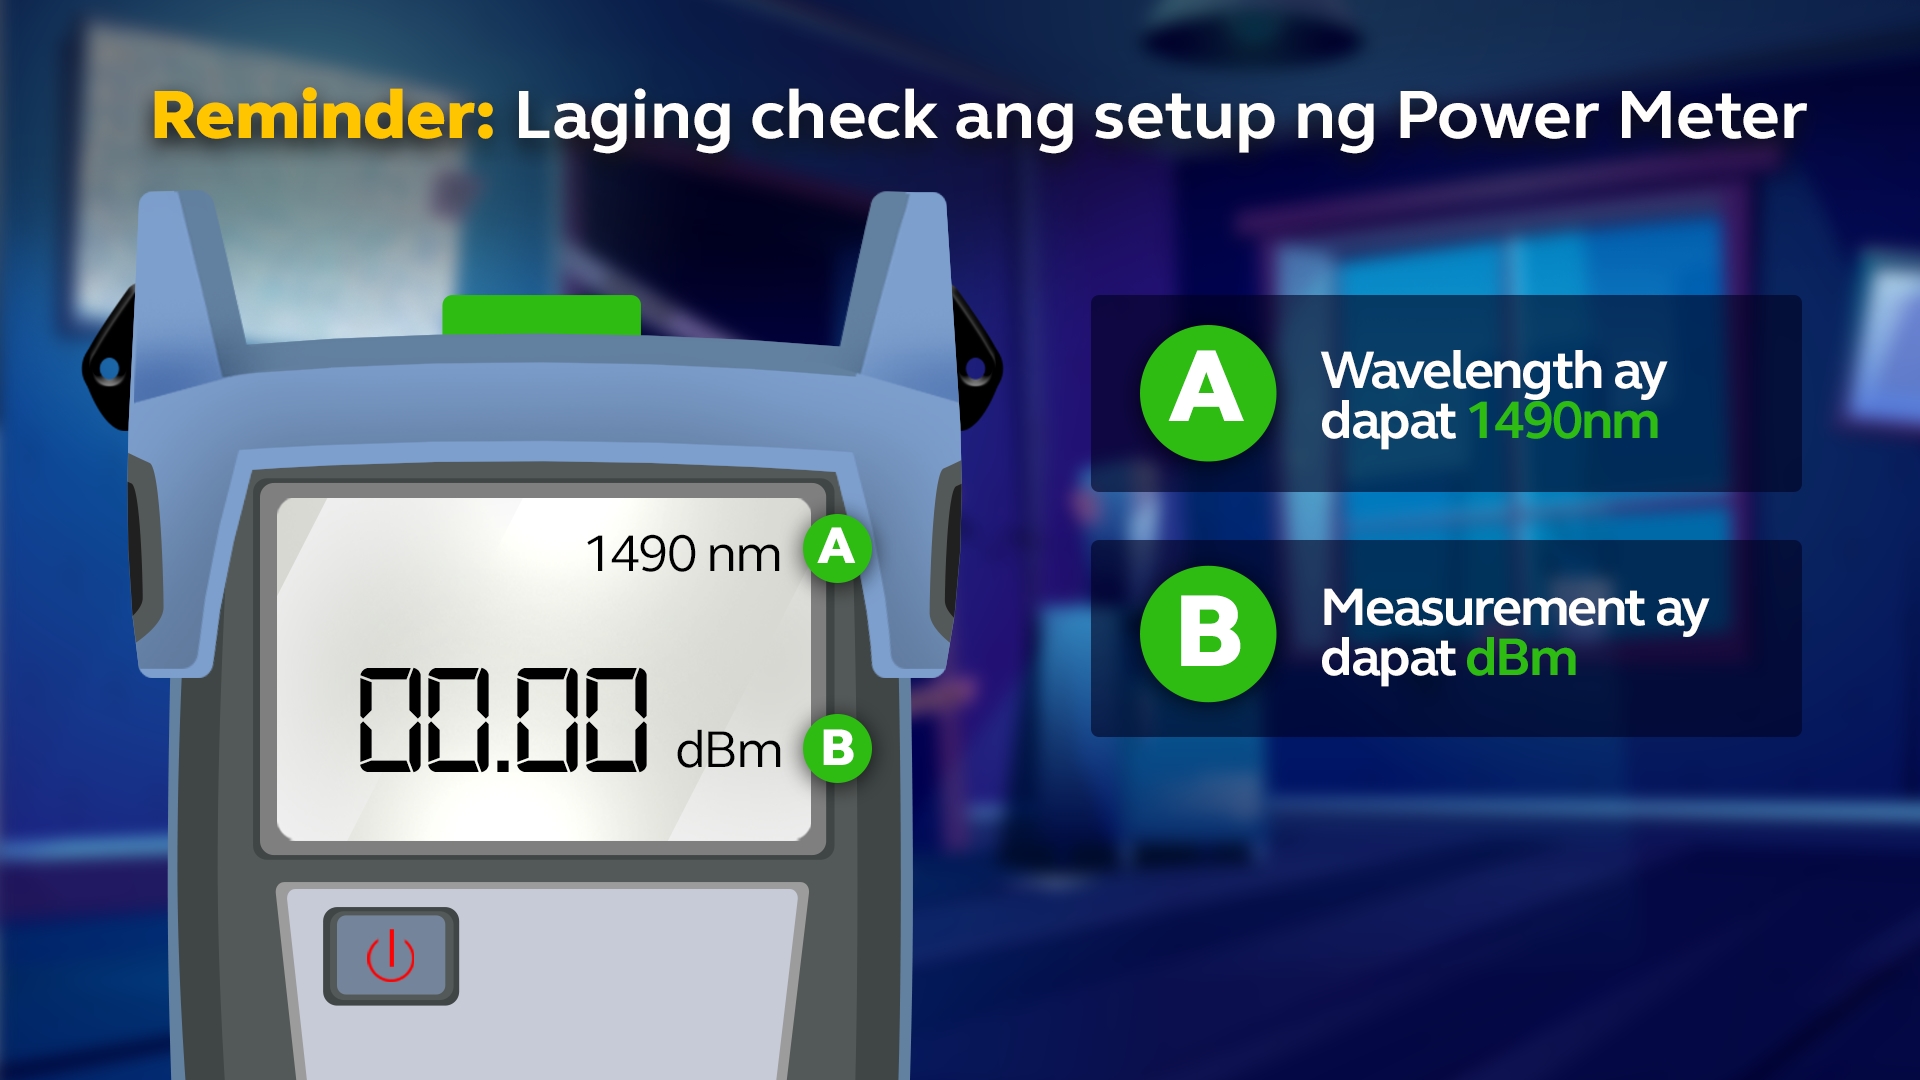 Reminder: Laging check ang setup ng Power Meter
A
Wavelength ay
dapat 1490nm
1490 nm A
B
Measurement ay
dapat dBm
00.00 dBm B